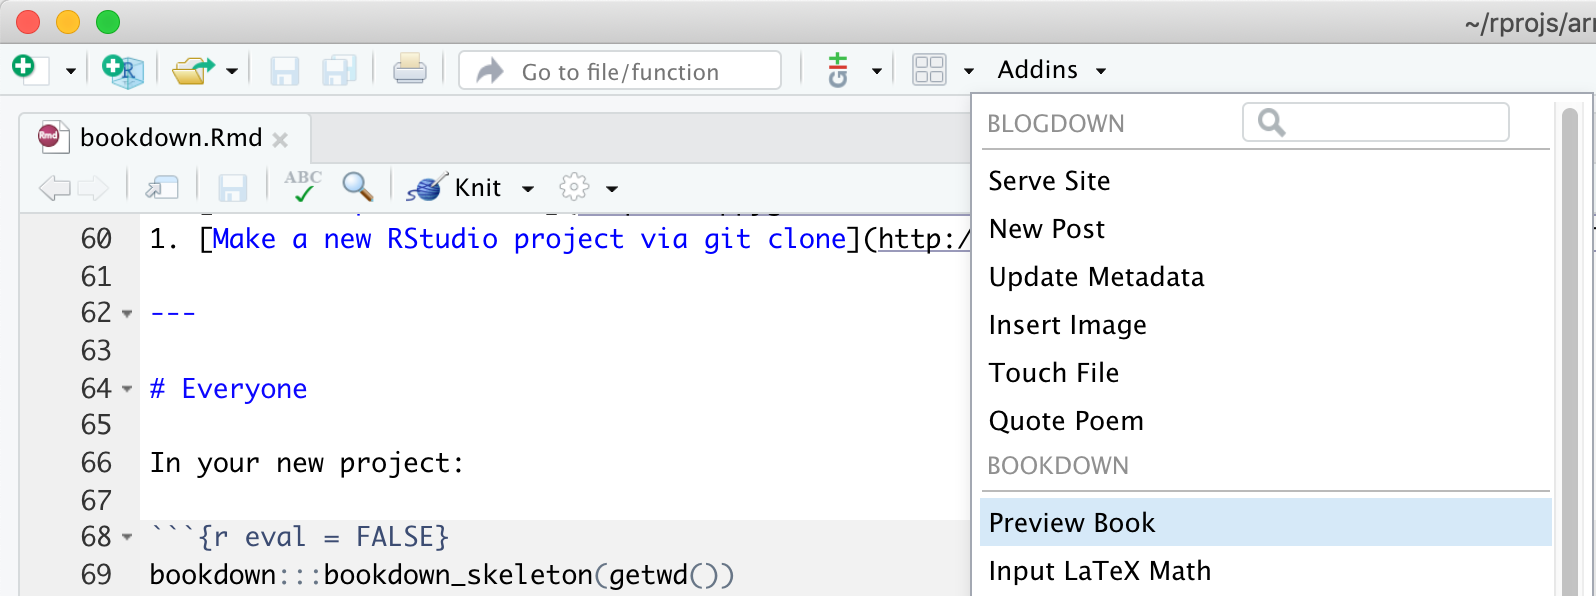 ~/rprojs/arr
Go to file/function
Addins
bookdown.Rmd
ABC
Knit
60 1. [Make a new RStudio project via git clone](http:/
61
62 ---
63
64 # Everyone
65
66 In your new project:
67
68 ```{r eval = FALSE}
69 bookdown:::bookdown_skeleton(getwd())
BLOGDOWN
Serve Site
New Post
Update Metadata
Insert Image
Touch File
Quote Poem
BOOKDOWN
Preview Book
Input LaTeX Math